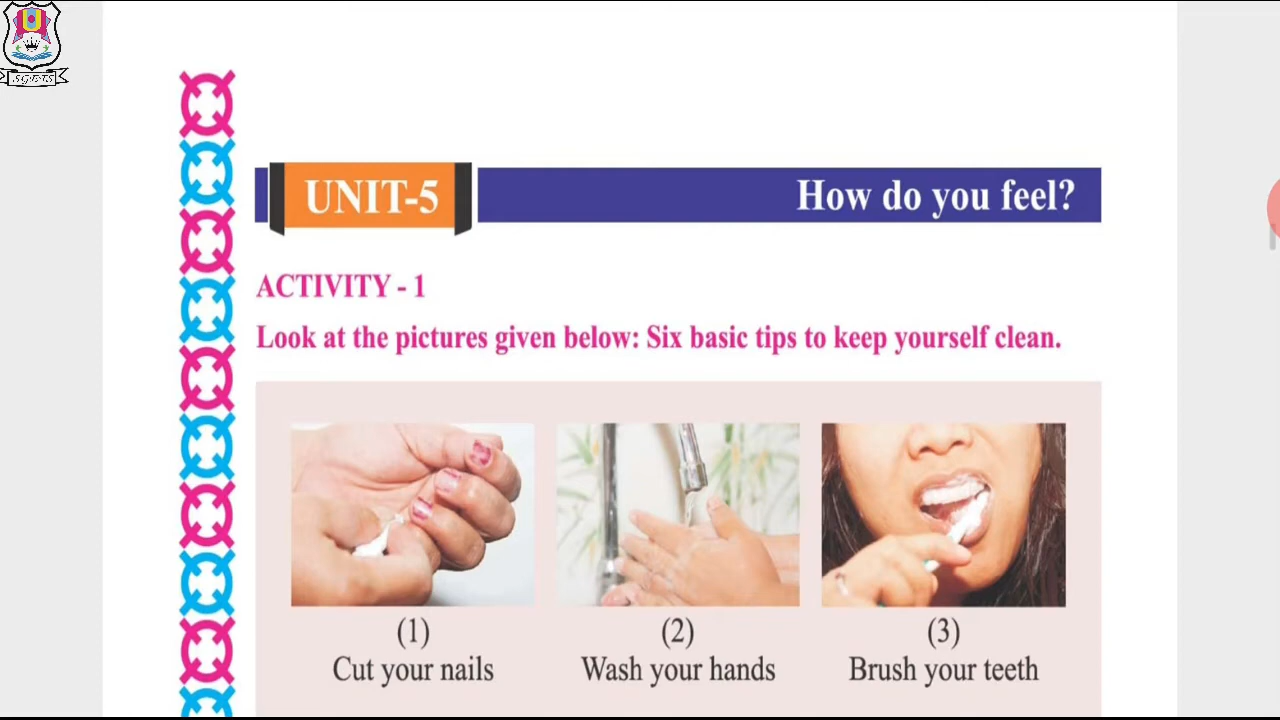 UNIT-5
How do you feel?
ACTIVITY - 1
Look at the pictures given below: Six basic tips to keep yourself clean.
(1) (2) (3)
Cut your nails Wash your hands Brush your teeth